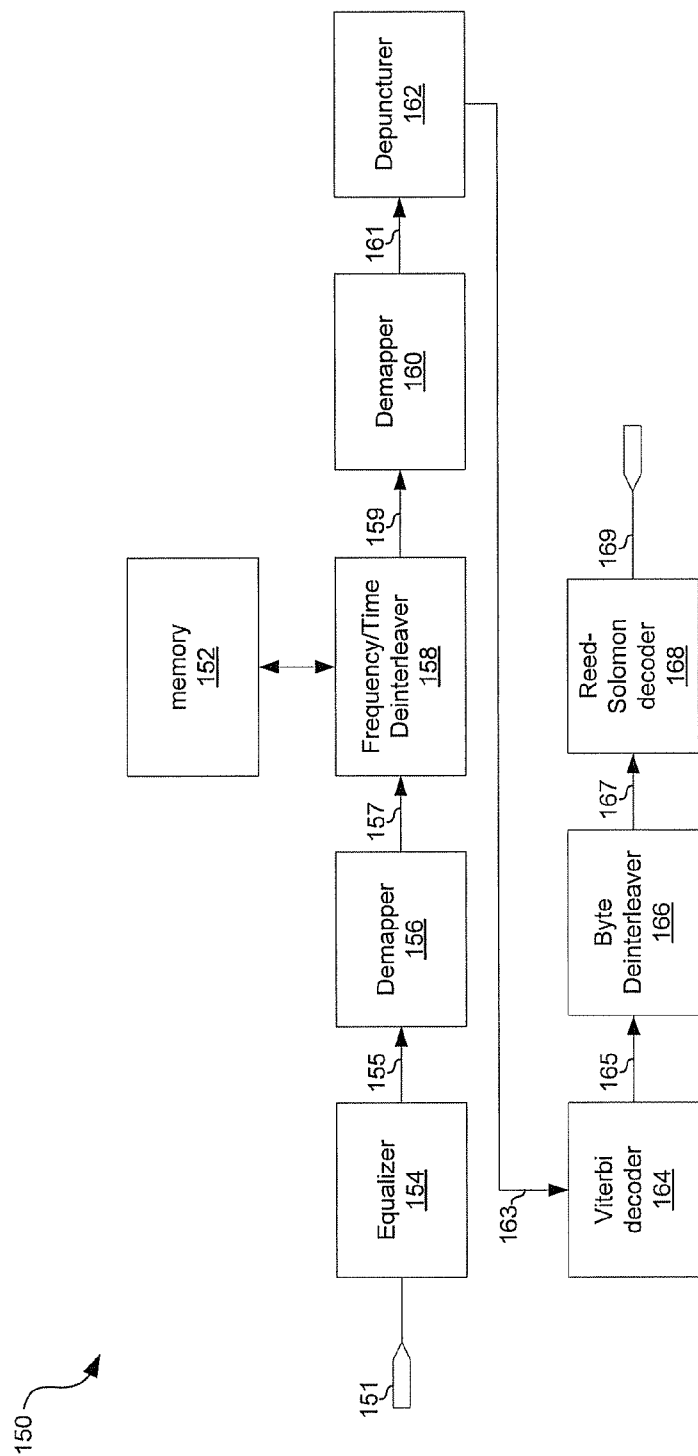 150
memory
152
151
Equalizer
154
155
Demapper
156
157
Frequency/Time
Deinterleaver
158
159
Demapper
160
161
Depuncturer
162
163
Viterbi
decoder
164
165
Byte
Deinterleaver
166
167
Reed-
Solomon
decoder
168
169